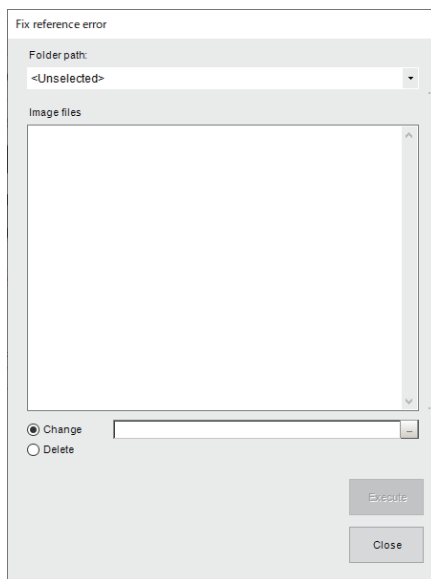 Fix reference error
Folder path:
<Unselected>
Image files
Change
...
Delete
Execute
Close